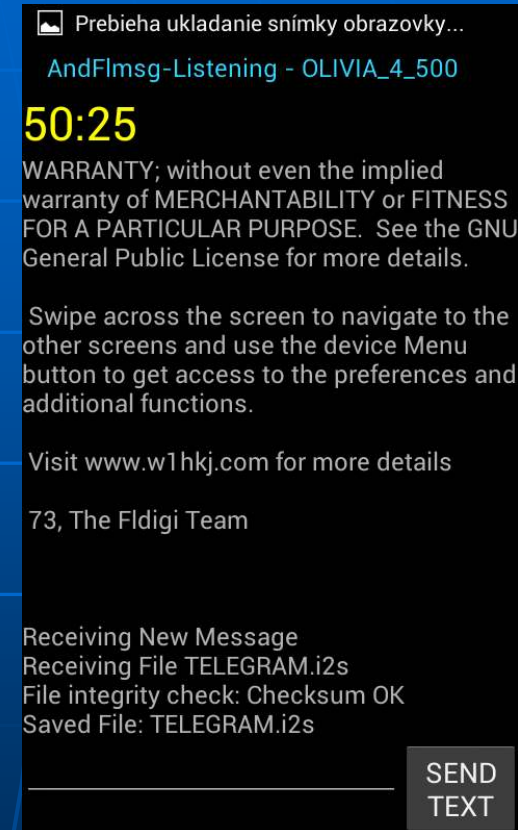 Prebieha ukladanie snímky obrazovky...
AndFlmsg-Listening - OLIVIA_4_500
50:25
WARRANTY; without even the implied
warranty of MERCHANTABILITY or FITNESS
FOR A PARTICULAR PURPOSE.  See the GNU
General Public License for more details.
Swipe across the screen to navigate to the
other screens and use the device Menu
button to get access to the preferences and
additional functions.
Visit www.w1hkj.com for more details
73, The Fldigi Team
Receiving New Message
Receiving File TELEGRAM.i2s
File integrity check: Checksum OK
Saved File: TELEGRAM.i2s
SEND
TEXT